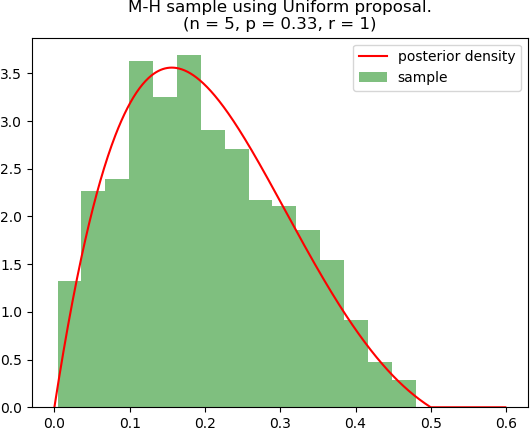 M-H sample using Uniform proposal.
(n = 5, p = 0.33, r = 1)
posterior density
sample
3.5
3.0
2.5
2.0
1.5
1.0
0.5
0.0
0.0 0.1 0.2 0.3 0.4 0.5 0.6